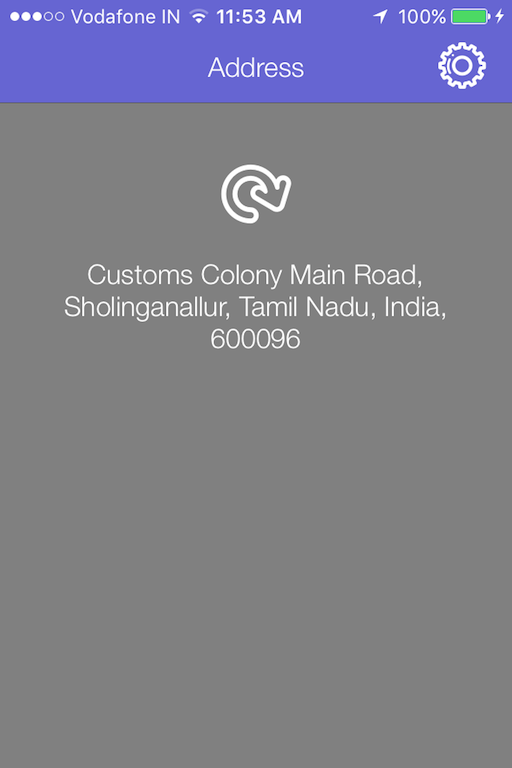 Vodafone IN 11:53 AM 100%
Address
Customs Colony Main Road,
Sholinganallur, Tamil Nadu, India,
600096